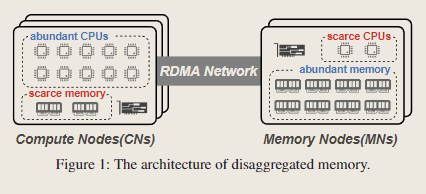 abundant CPUs
scarce memory
Compute Nodes(CNs)
RDMA Network
scarce CPUs
abundant memory
Memory Nodes(MNs)
Figure 1: The architecture of disaggregated memory.